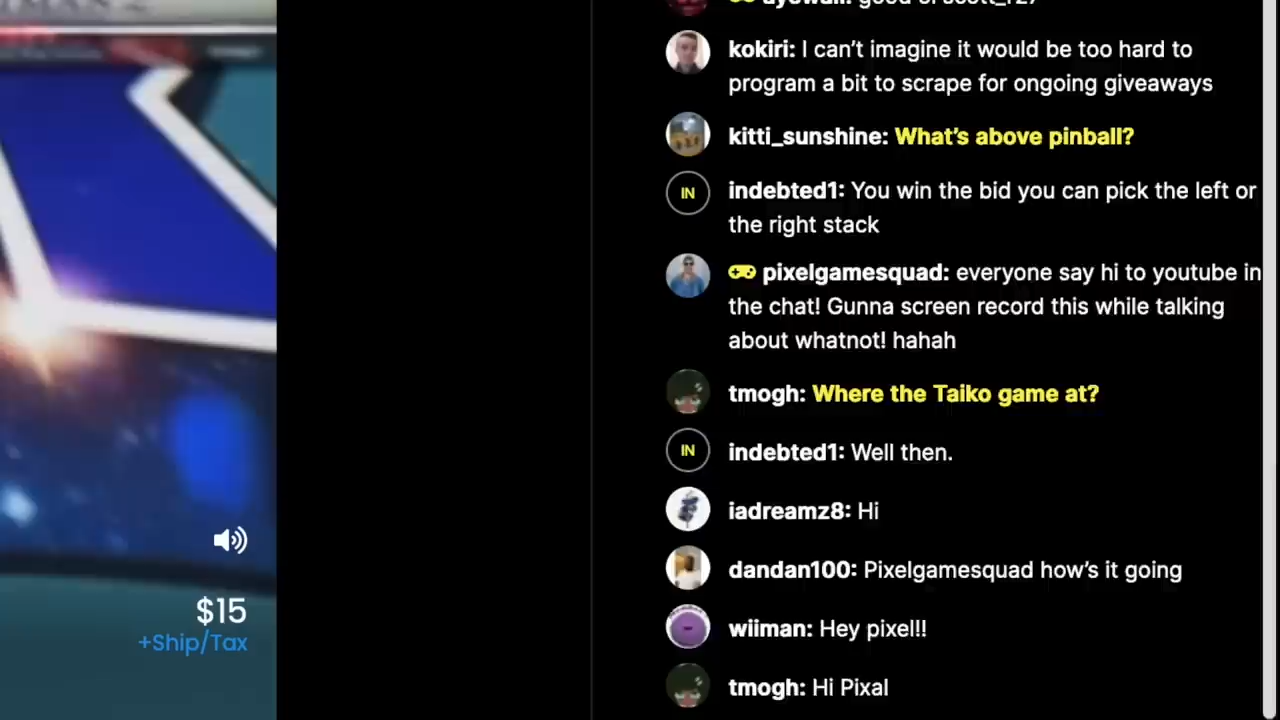 kokiri: I can't imagine it would be too hard to
program a bit to scrape for ongoing giveaways
kitti_sunshine: What's above pinball?
IN
indebted1: You win the bid you can pick the left or
the right stack
pixelgamesquad: everyone say hi to youtube in
the chat! Gunna screen record this while talking
about whatnot! hahah
tmogh: Where the Taiko game at?
IN
indebted1: Well then.
iadreamz8: Hi
dandan100: Pixelgamesquad how's it going
wiiman: Hey pixel!!
tmogh: Hi Pixal
$15
+Ship/Tax